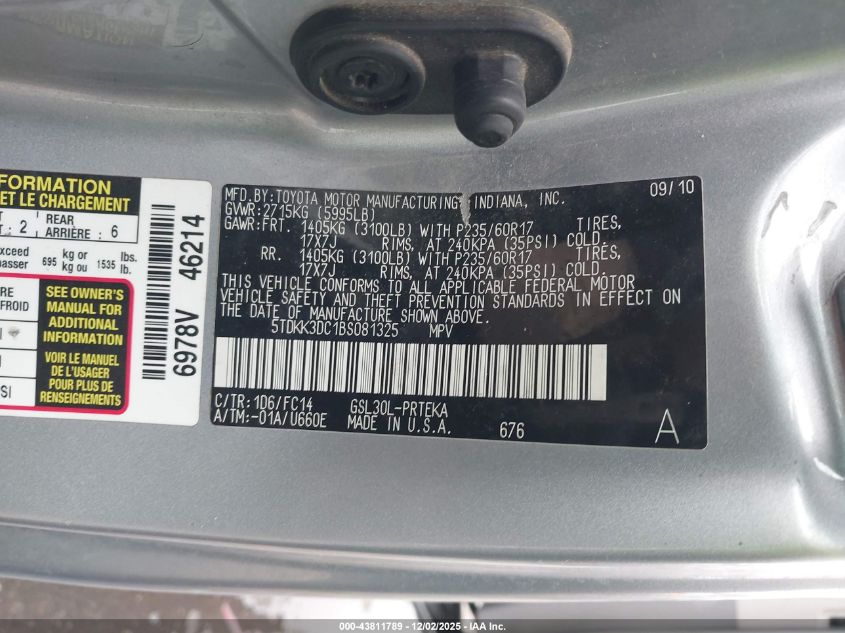 FORMATION
ET LE CHARGEMENT
2 REAR ARRIÈRE : 6
exceed
passer 695 kg or kg ou 1535 lbs. lb.
FROID
SEE OWNER'S
MANUAL FOR
ADDITIONAL
INFORMATION
VOIR LE MANUEL
DE L'USAGER
POUR PLUS DE
RENSEIGNEMENTS
6978V 46214
MFD.BY:TOYOTA MOTOR MANUFACTURING INDIANA, INC. 09/10
GVWR:2715KG (5995LB)
GAWR:FRT. 1405KG (3100LB) WITH P235/60R17 TIRES,
17X7J RIMS, AT 240KPA (35PSI) COLD.
RR. 1405KG (3100LB) WITH P235/60R17 TIRES,
17X7J RIMS, AT 240KPA (35PSI) COLD.
THIS VEHICLE CONFORMS TO ALL APPLICABLE FEDERAL MOTOR
VEHICLE SAFETY AND THEFT PREVENTION STANDARDS IN EFFECT ON
THE DATE OF MANUFACTURE SHOWN ABOVE.
5TDKK3DC1BS081325 MPV
C/TR:1D6/FC14 GSL30L-PRTEKA
A/TM:-01A/U660E MADE IN U.S.A. 676 A
000-43811789 • 12/02/2025 • IAA Inc.